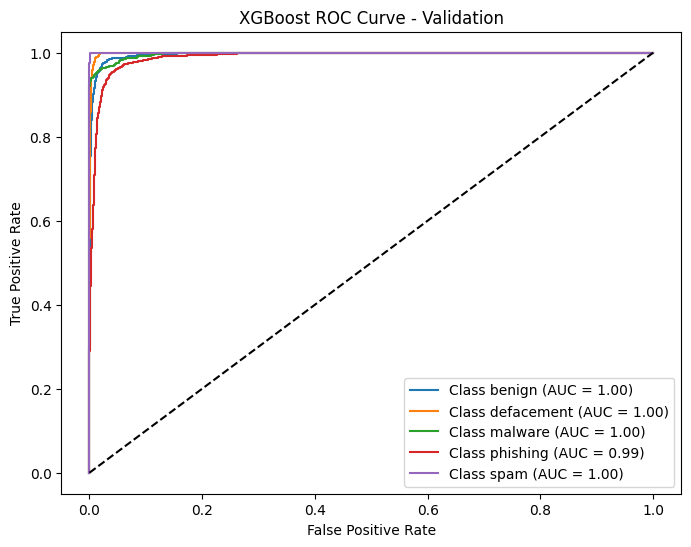 XGBoost ROC Curve - Validation
True Positive Rate
1.0
0.8
0.6
0.4
0.2
0.0
Class benign (AUC = 1.00)
Class defacement (AUC = 1.00)
Class malware (AUC = 1.00)
Class phishing (AUC = 0.99)
Class spam (AUC = 1.00)
0.0 0.2 0.4 0.6 0.8 1.0
False Positive Rate